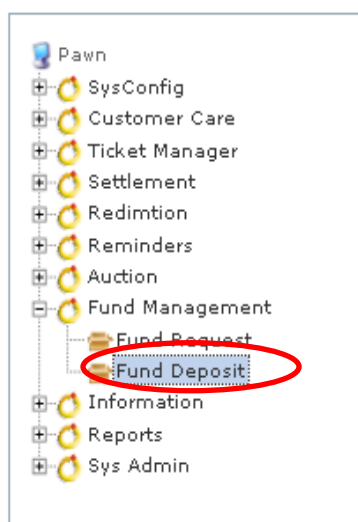 Pawn
SysConfig
Customer Care
Ticket Manager
Settlement
Redimtion
Reminders
Auction
Fund Management
Fund Request
Fund Deposit
Information
Reports
Sys Admin